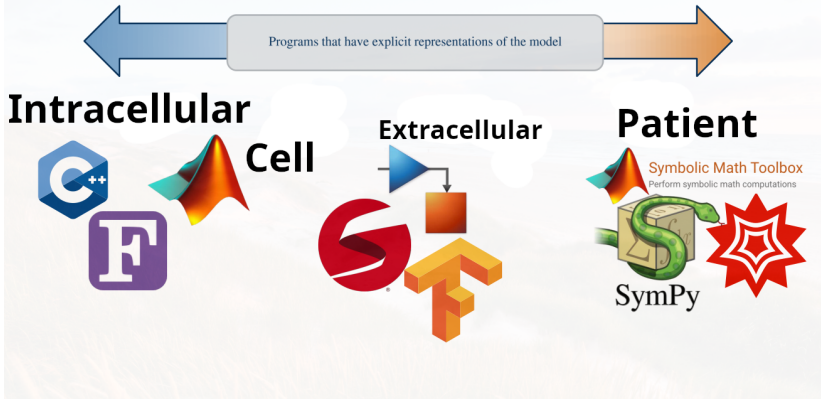 Programs that have explicit representations of the model
Intracellular
Cell
Extracellular
Patient
C++
F
Symbolic Math Toolbox
Perform symbolic math computations
SymPy